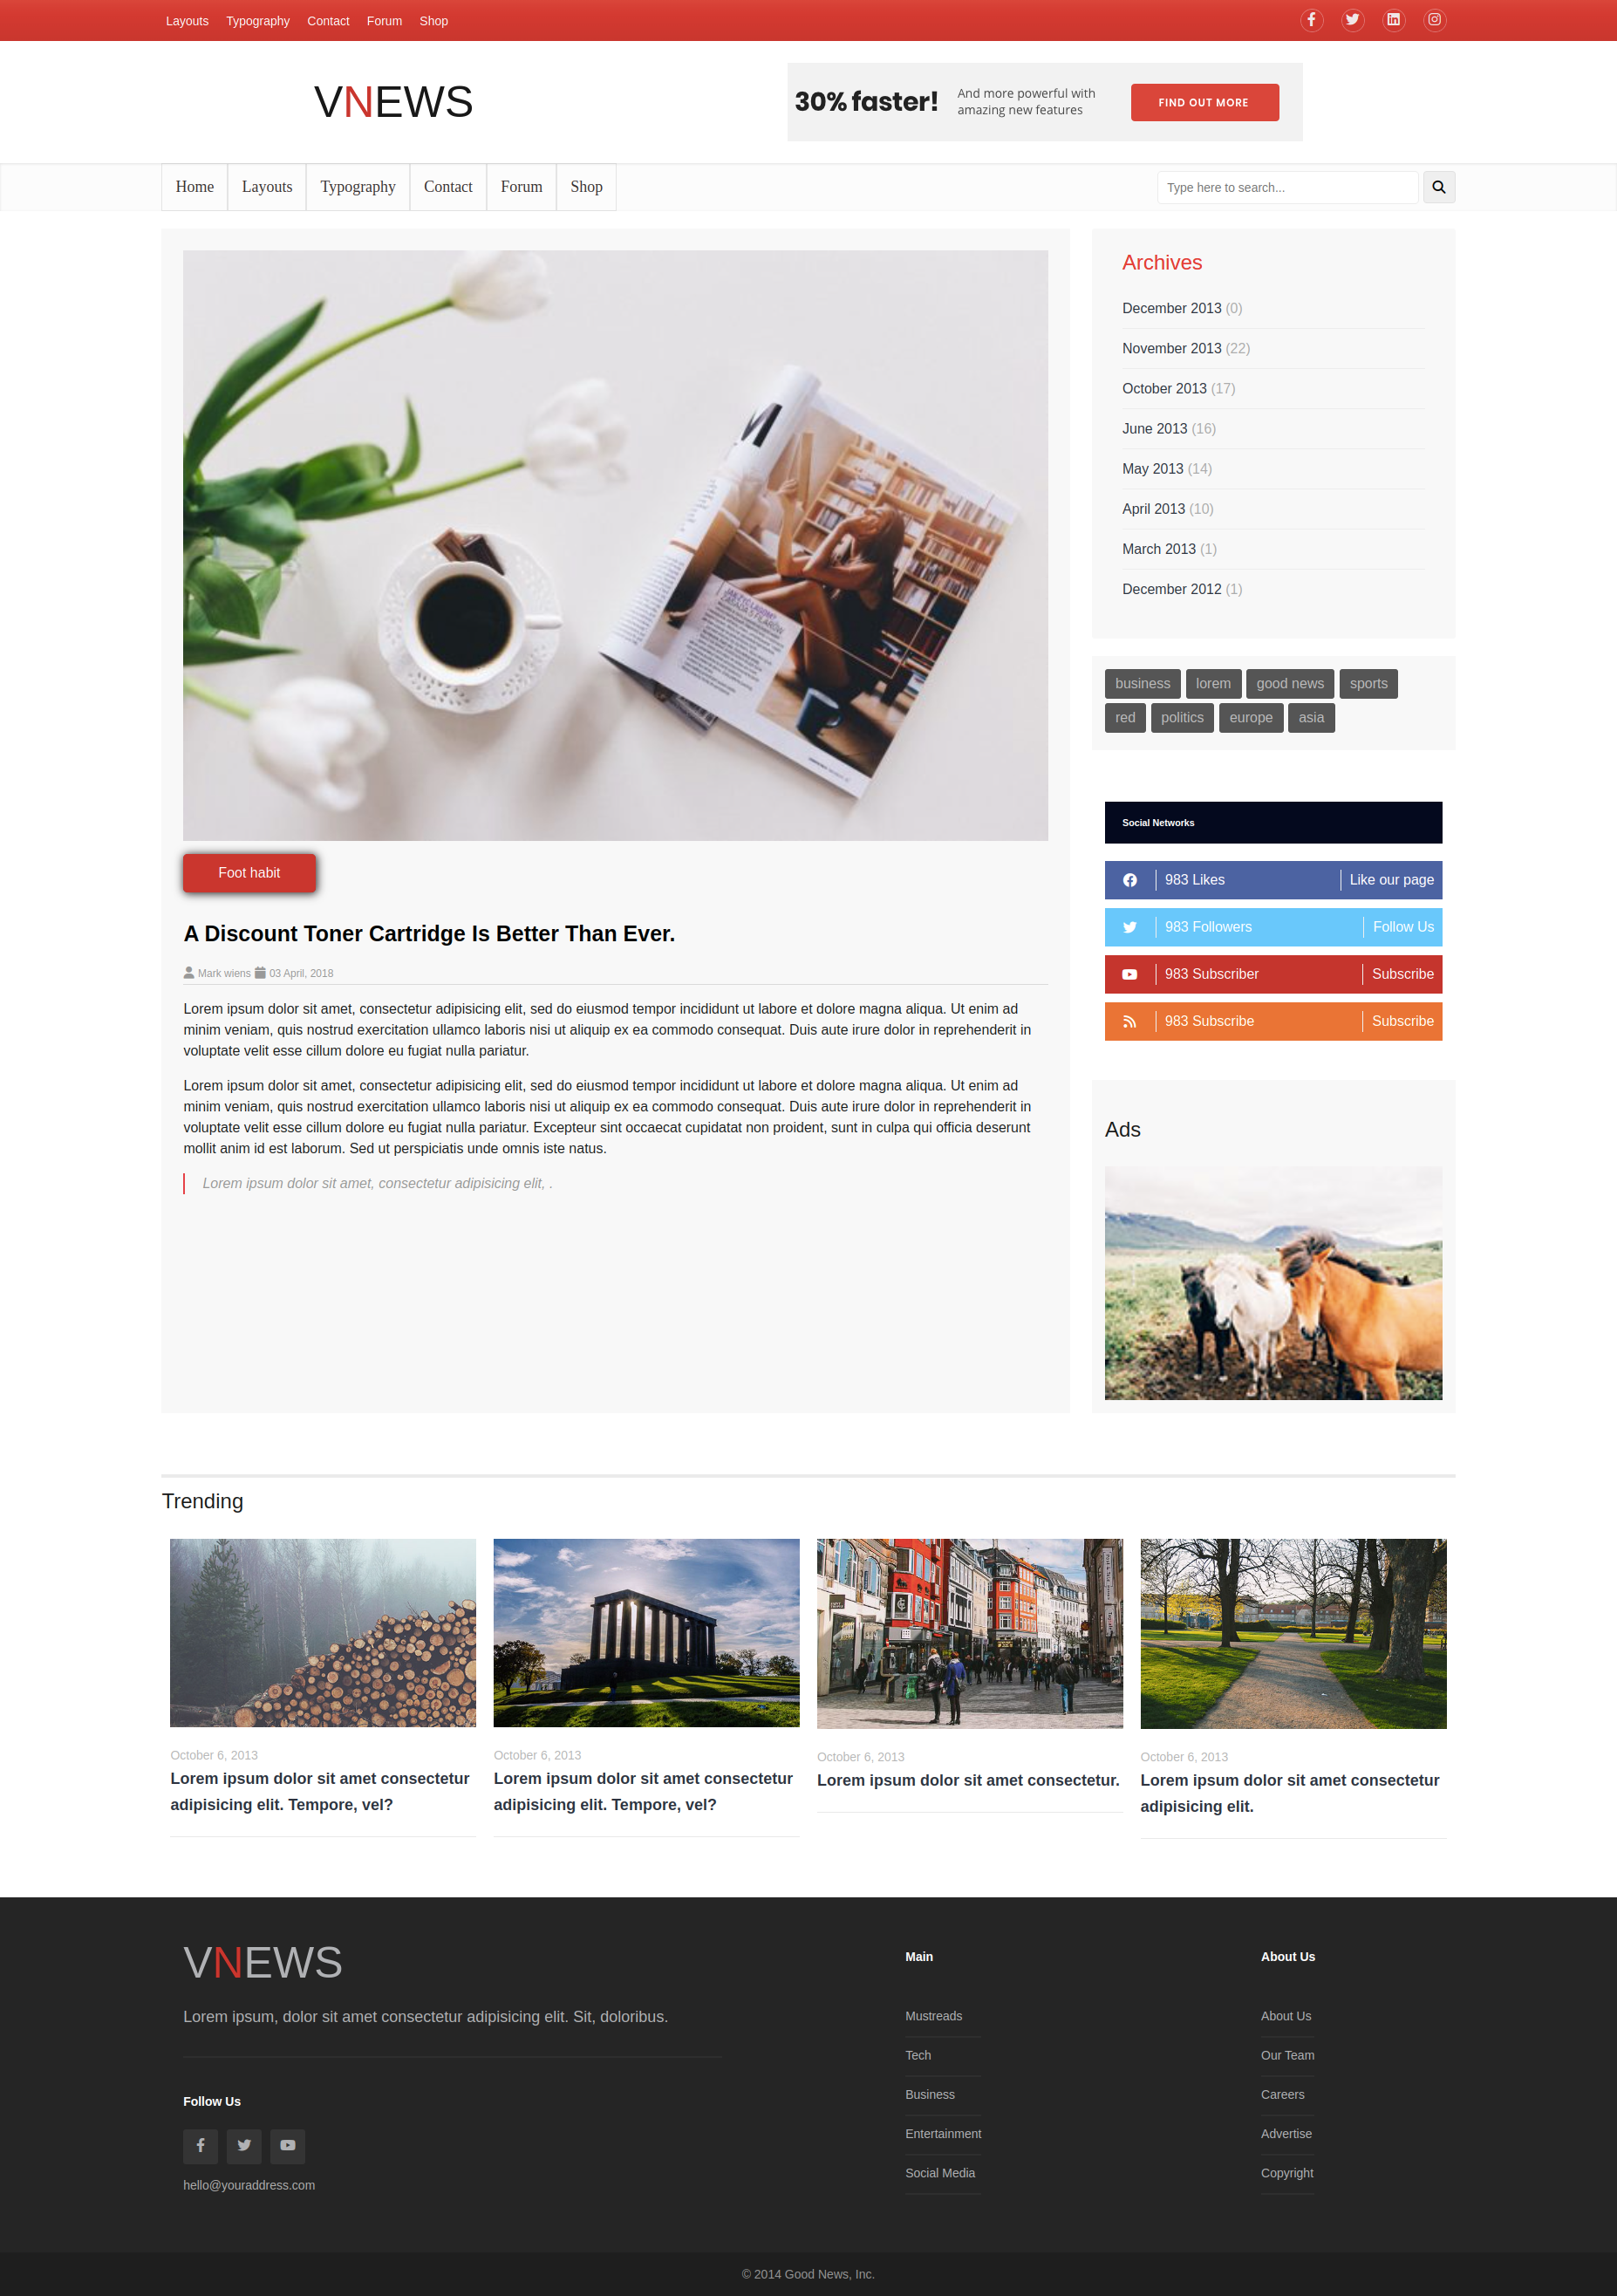 Layouts Typography Contact Forum Shop
VNEWS
30% faster!
And more powerful with
amazing new features
FIND OUT MORE
Home Layouts Typography Contact Forum Shop
Type here to search...
Foot habit
A Discount Toner Cartridge Is Better Than Ever.
Mark wiens 03 April, 2018
Lorem ipsum dolor sit amet, consectetur adipisicing elit, sed do eiusmod tempor incididunt ut labore et dolore magna aliqua. Ut enim ad
minim veniam, quis nostrud exercitation ullamco laboris nisi ut aliquip ex ea commodo consequat. Duis aute irure dolor in reprehenderit in
voluptate velit esse cillum dolore eu fugiat nulla pariatur.
Lorem ipsum dolor sit amet, consectetur adipisicing elit, sed do eiusmod tempor incididunt ut labore et dolore magna aliqua. Ut enim ad
minim veniam, quis nostrud exercitation ullamco laboris nisi ut aliquip ex ea commodo consequat. Duis aute irure dolor in reprehenderit in
voluptate velit esse cillum dolore eu fugiat nulla pariatur. Excepteur sint occaecat cupidatat non proident, sunt in culpa qui officia deserunt
mollit anim id est laborum. Sed ut perspiciatis unde omnis iste natus.
Lorem ipsum dolor sit amet, consectetur adipisicing elit, .
Archives
December 2013 (0)
November 2013 (22)
October 2013 (17)
June 2013 (16)
May 2013 (14)
April 2013 (10)
March 2013 (1)
December 2012 (1)
business lorem good news sports
red politics europe asia
Social Networks
983 Likes Like our page
983 Followers Follow Us
983 Subscriber Subscribe
983 Subscribe Subscribe
Ads
Trending
October 6, 2013
Lorem ipsum dolor sit amet consectetur
adipisicing elit. Tempore, vel?
October 6, 2013
Lorem ipsum dolor sit amet consectetur
adipisicing elit. Tempore, vel?
October 6, 2013
Lorem ipsum dolor sit amet consectetur.
October 6, 2013
Lorem ipsum dolor sit amet consectetur
adipisicing elit.
VNEWS
Lorem ipsum, dolor sit amet consectetur adipisicing elit. Sit, doloribus.
Follow Us
hello@youraddress.com
Main
Mustreads
Tech
Business
Entertainment
Social Media
About Us
About Us
Our Team
Careers
Advertise
Copyright
© 2014 Good News, Inc.